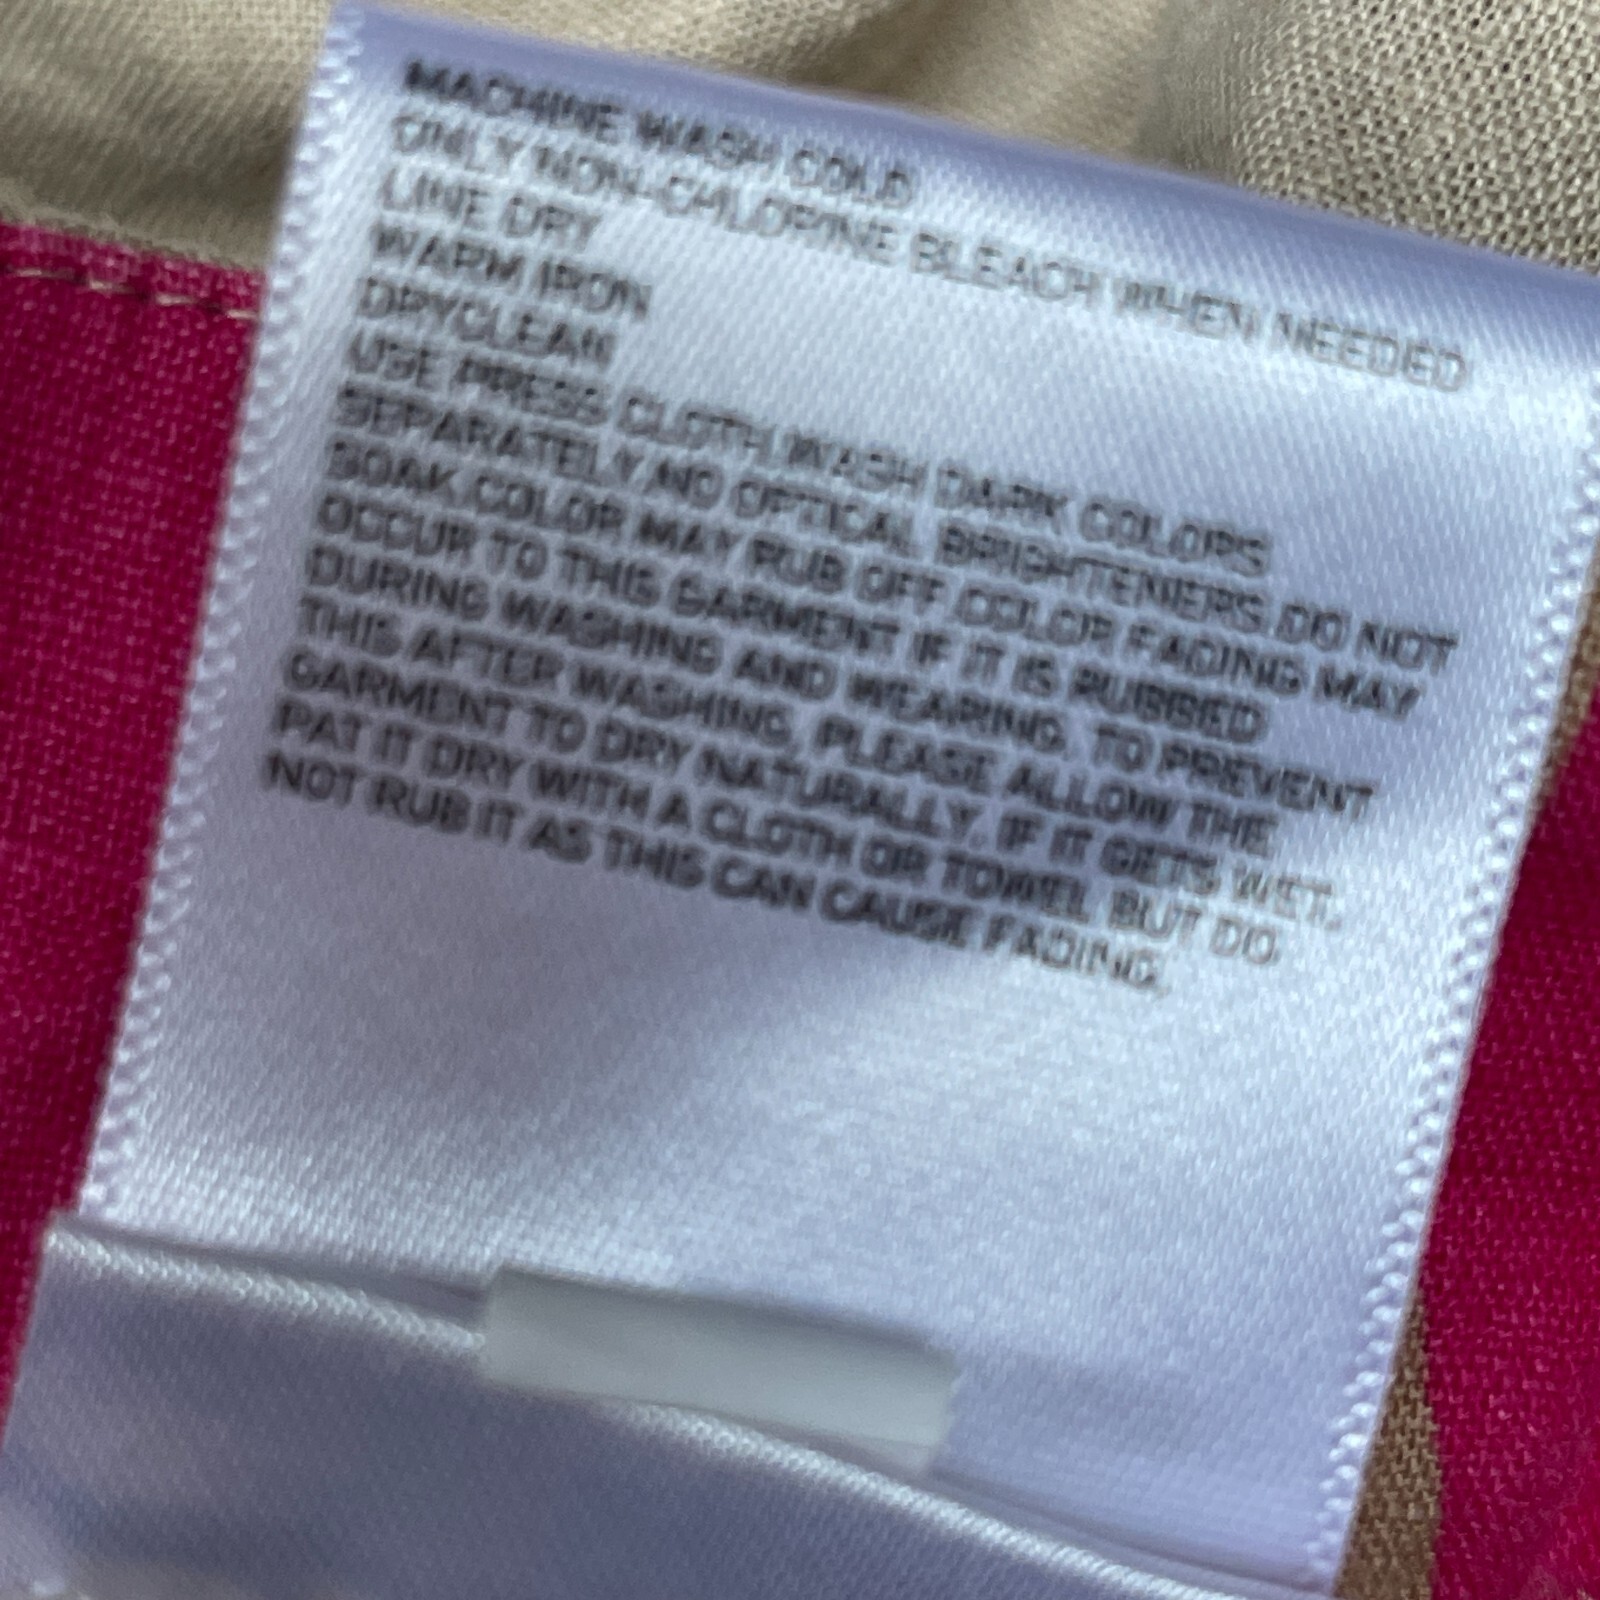 MACHINE WASH COLD
ONLY NON-CHLORINE BLEACH WHEN NEEDED
LINE DRY
WARM IRON
DRYCLEAN
USE PRESS CLOTH WASH DARK COLORS
SEPARATELY NO OPTICAL BRIGHTENERS DO NOT
SOAK COLOR MAY RUB OFF COLOR FADING MAY
OCCUR TO THIS GARMENT IF IT IS RUBBED
DURING WASHING AND WEARING. TO PREVENT
THIS AFTER WASHING, PLEASE ALLOW THE
GARMENT TO DRY NATURALLY. IF IT GETS WET,
PAT IT DRY WITH A CLOTH OR TOWEL BUT DO
NOT RUB IT AS THIS CAN CAUSE FADING.